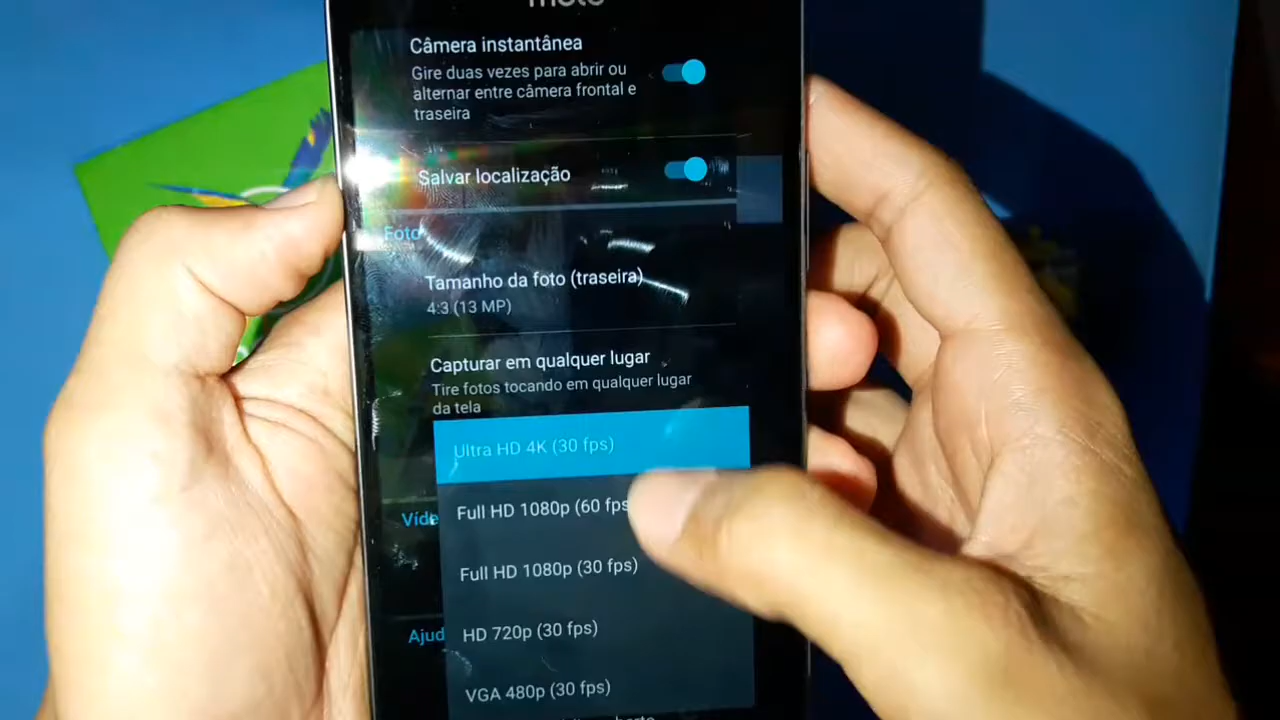 moto
Câmera instantânea
Gire duas vezes para abrir ou
alternar entre câmera frontal e
traseira
Salvar localização
Foto
Tamanho da foto (traseira)
4:3 (13 MP)
Capturar em qualquer lugar
Tire fotos tocando em qualquer lugar
da tela
Ultra HD 4K (30 fps)
Víde
Full HD 1080p (60 fps
Full HD 1080p (30 fps)
Ajud
HD 720p (30 fps)
VGA 480p (30 fps)